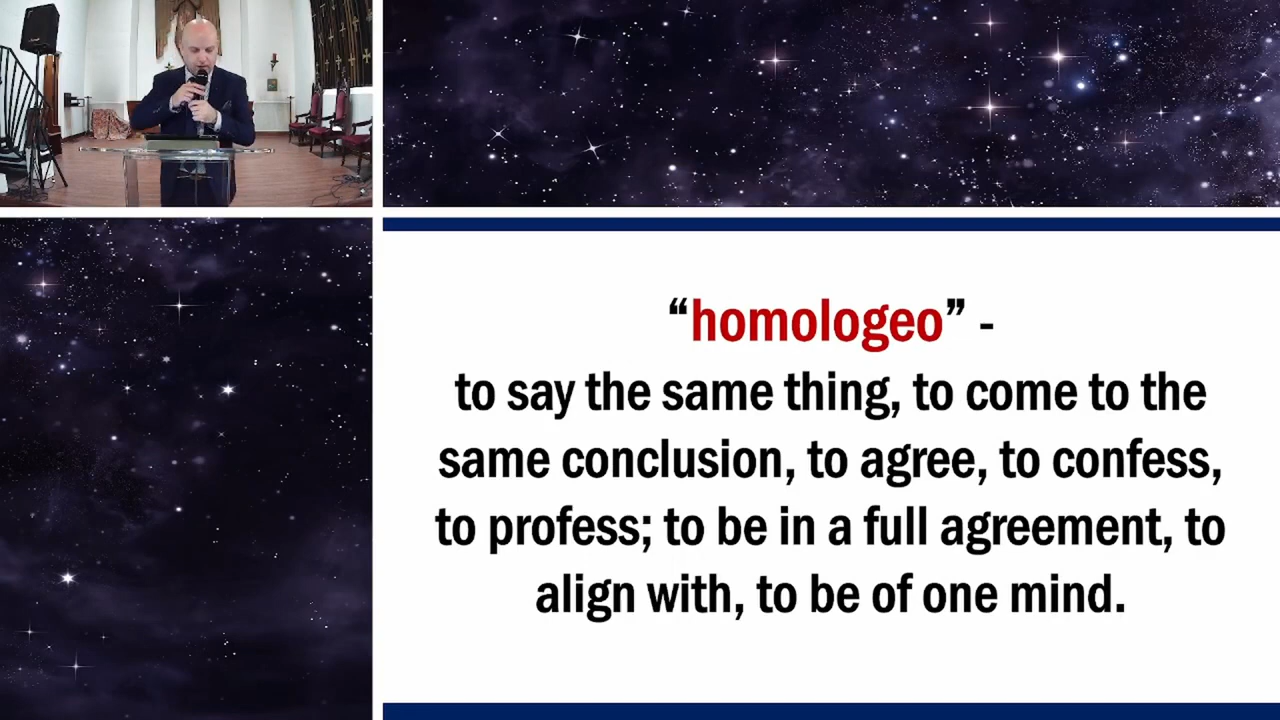 “homologeo” -
to say the same thing, to come to the
same conclusion, to agree, to confess,
to profess; to be in a full agreement, to
align with, to be of one mind.